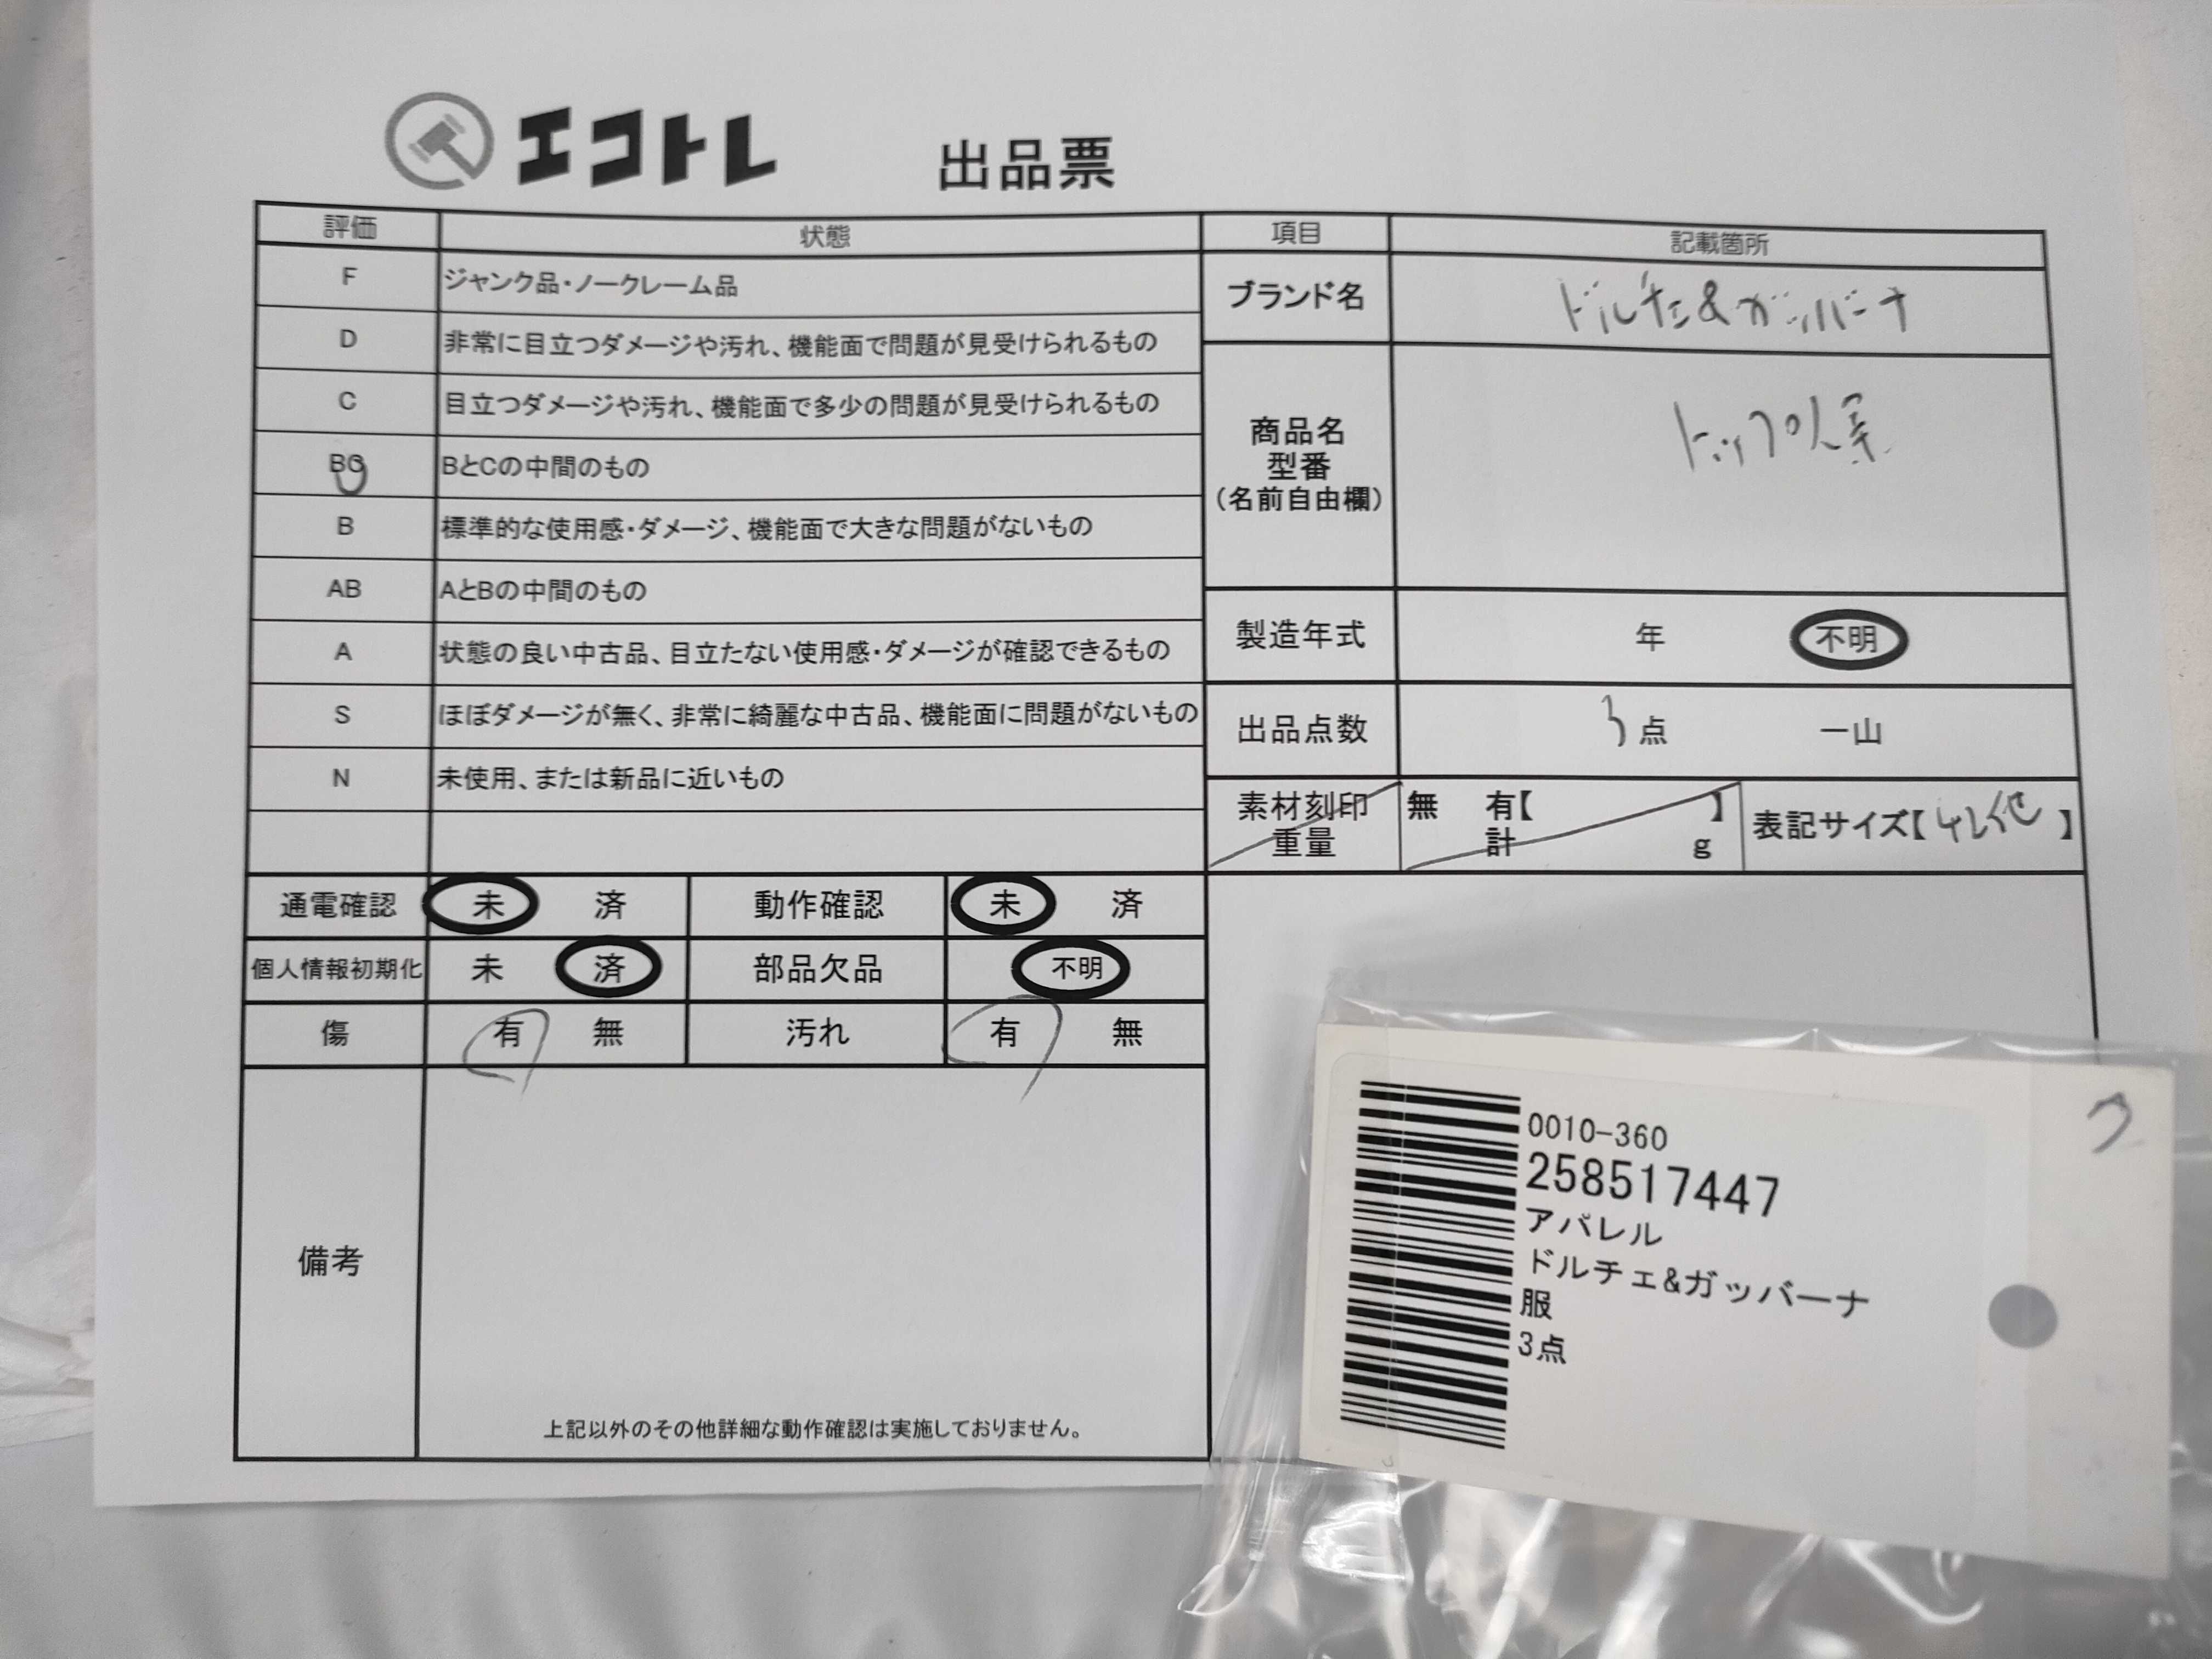 エコトレ 出品票
評価 状態
F ジャンク品・ノークレーム品
D 非常に目立つダメージや汚れ、機能面で問題が見受けられるもの
C 目立つダメージや汚れ、機能面で多少の問題が見受けられるもの
BC BとCの中間のもの
B 標準的な使用感・ダメージ、機能面で大きな問題がないもの
AB AとBの中間のもの
A 状態の良い中古品、目立たない使用感・ダメージが確認できるもの
S ほぼダメージが無く、非常に綺麗な中古品、機能面に問題がないもの
N 未使用、または新品に近いもの
項目 記載箇所
ブランド名 ドルチェ&ガッバーナ
商品名
型番
(名前自由欄)
トップス等
製造年式 年 不明
出品点数 3点 一山
素材刻印
重量
無 有【 】
計 g
表記サイズ【42他】
通電確認 未 済 動作確認 未 済
個人情報初期化 未 済 部品欠品 不明
傷 有 無 汚れ 有 無
備考
上記以外のその他詳細な動作確認は実施しておりません。
0010-360
258517447
アパレル
ドルチェ&ガッバーナ
服
3点